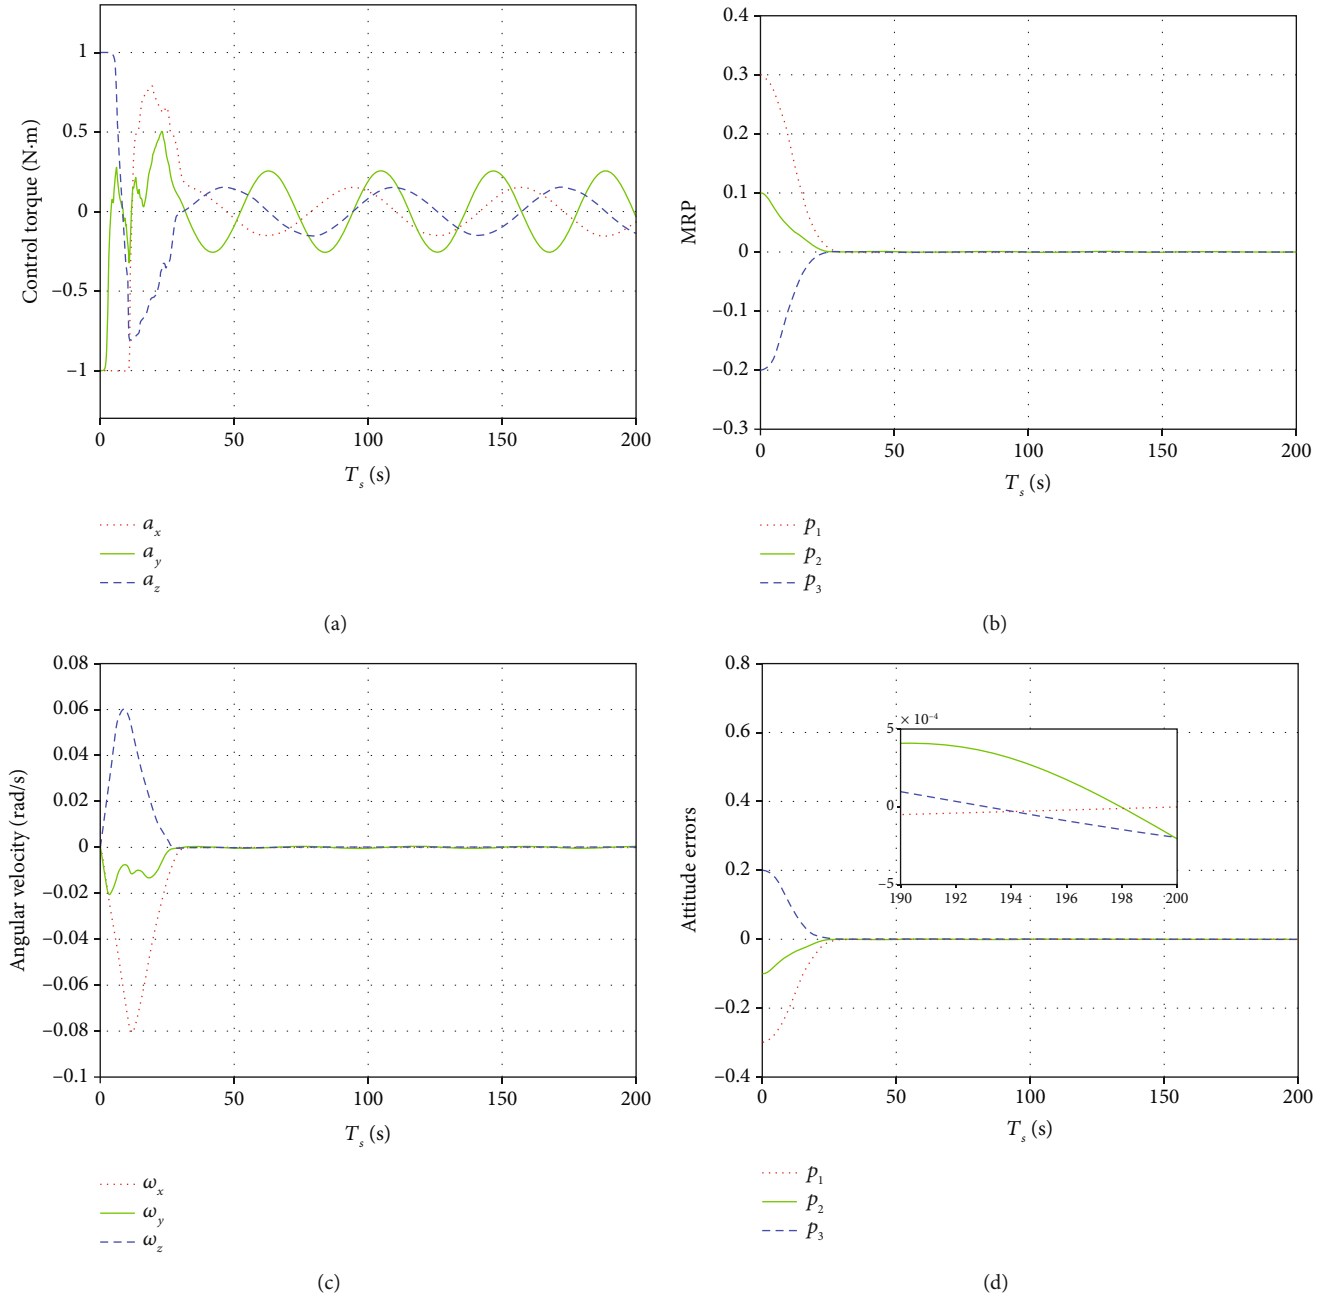 Control torque (N·m)
1
0.5
0
–0.5
–1
0 50 100 150 200
T_s (s)
a_x
a_y
a_z
(a)
MRP
0.4
0.3
0.2
0.1
0
–0.1
–0.2
–0.3
0 50 100 150 200
T_s (s)
p_1
p_2
p_3
(b)
Angular velocity (rad/s)
0.08
0.06
0.04
0.02
0
–0.02
–0.04
–0.06
–0.08
–0.1
0 50 100 150 200
T_s (s)
ω_x
ω_y
ω_z
(c)
Attitude errors
0.8
0.6
0.4
0.2
0
–0.2
–0.4
0 50 100 150 200
× 10⁻⁴
5
0
–5
190 192 194 196 198 200
T_s (s)
p_1
p_2
p_3
(d)